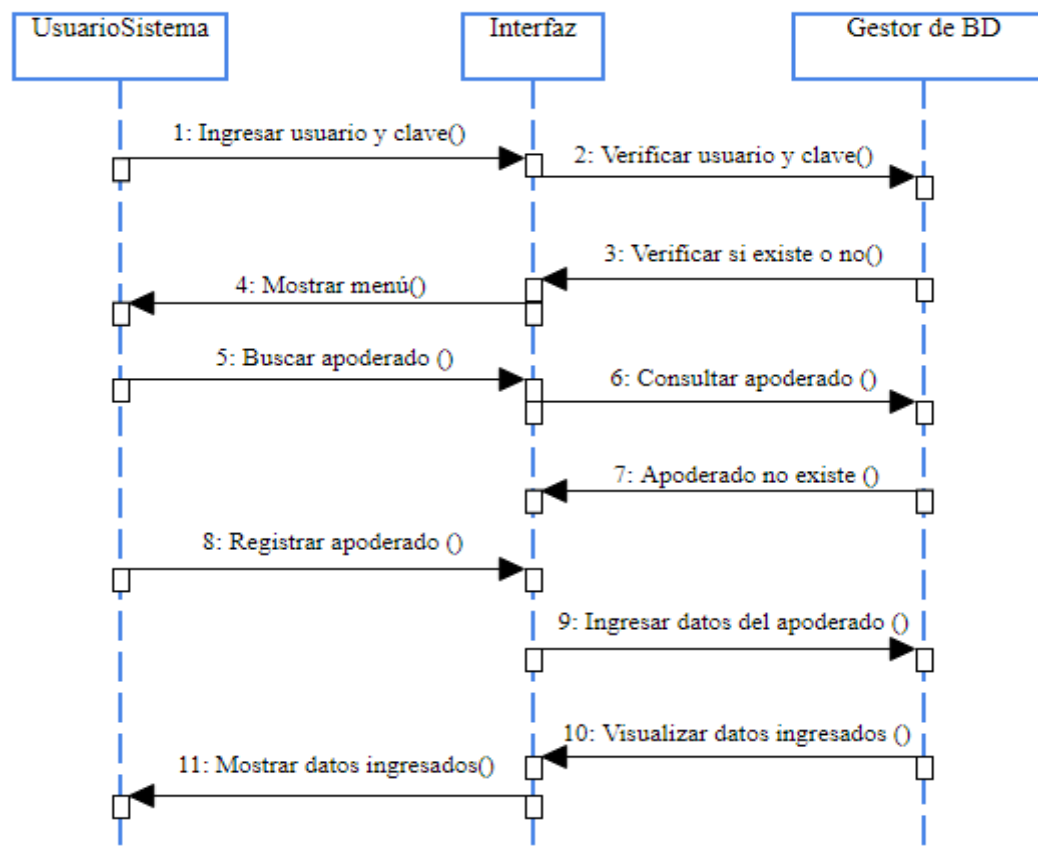 UsuarioSistema
Interfaz
Gestor de BD
1: Ingresar usuario y clave()
2: Verificar usuario y clave()
3: Verificar si existe o no()
4: Mostrar menú()
5: Buscar apoderado ()
6: Consultar apoderado ()
7: Apoderado no existe ()
8: Registrar apoderado ()
9: Ingresar datos del apoderado ()
10: Visualizar datos ingresados ()
11: Mostrar datos ingresados()